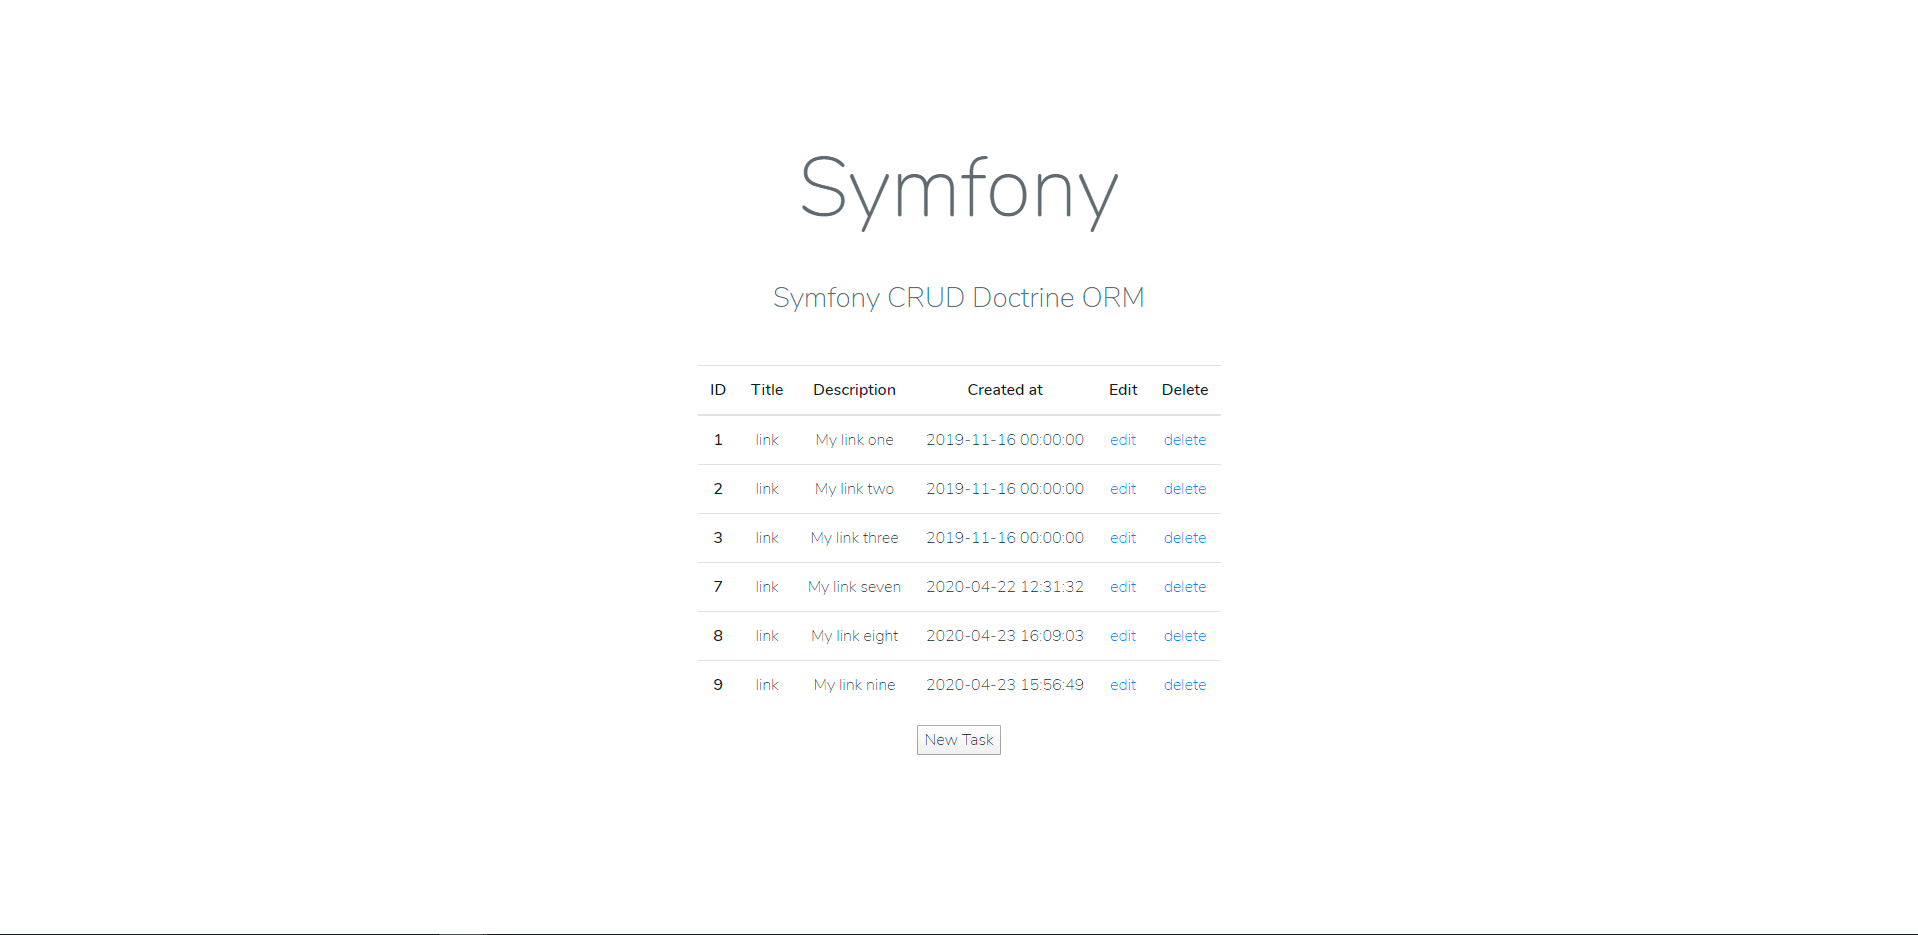 Symfony
Symfony CRUD Doctrine ORM
ID Title Description Created at Edit Delete
1 link My link one 2019-11-16 00:00:00 edit delete
2 link My link two 2019-11-16 00:00:00 edit delete
3 link My link three 2019-11-16 00:00:00 edit delete
7 link My link seven 2020-04-22 12:31:32 edit delete
8 link My link eight 2020-04-23 16:09:03 edit delete
9 link My link nine 2020-04-23 15:56:49 edit delete
New Task